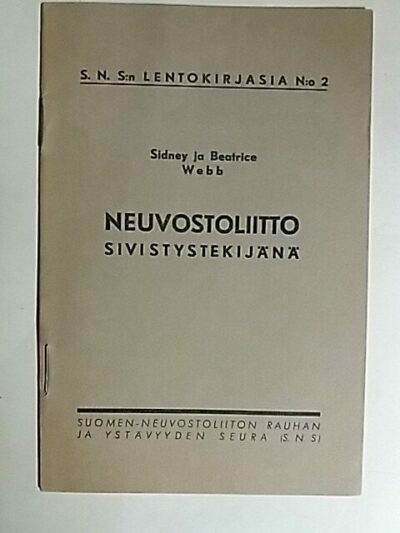 S. N. S:n LENTOKIRJASIA N:o 2
Sidney ja Beatrice
Webb
NEUVOSTOLIITTO
SIVISTYSTEKIJÄNÄ
SUOMEN-NEUVOSTOLIITON RAUHAN
JA YSTÄVYYDEN SEURA (S N S)